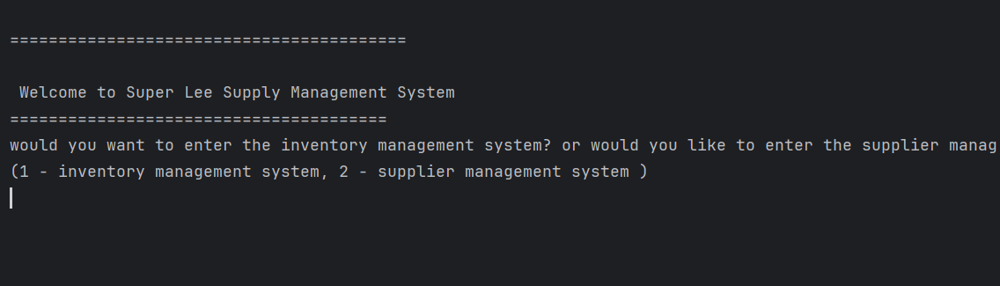 =========================================
Welcome to Super Lee Supply Management System
=======================================
would you want to enter the inventory management system? or would you like to enter the supplier manag
(1 - inventory management system, 2 - supplier management system )